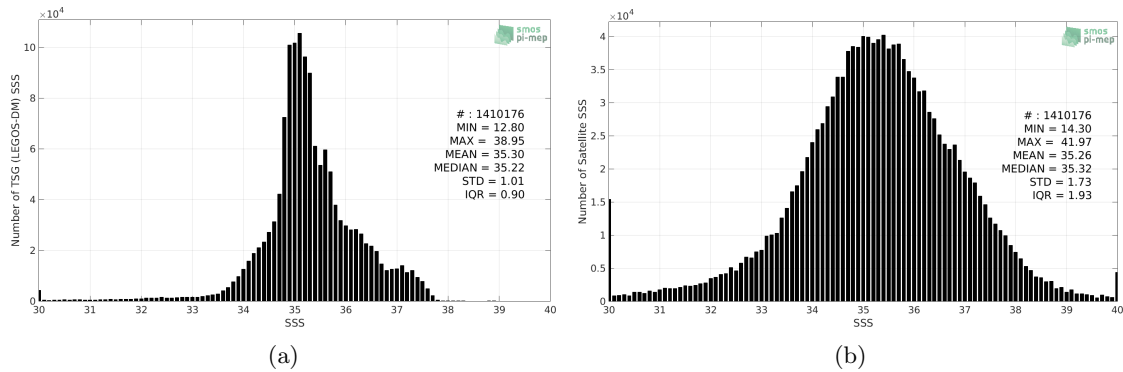 ×10⁴
10
8
6
4
2
0
30 31 32 33 34 35 36 37 38 39 40
SSS
Number of TSG (LEGOS-DM) SSS
smos
pi-mep
# : 1410176
MIN = 12.80
MAX = 38.95
MEAN = 35.30
MEDIAN = 35.22
STD = 1.01
IQR = 0.90
(a)
×10⁴
4
3.5
3
2.5
2
1.5
1
0.5
0
30 31 32 33 34 35 36 37 38 39 40
SSS
Number of Satellite SSS
smos
pi-mep
# : 1410176
MIN = 14.30
MAX = 41.97
MEAN = 35.26
MEDIAN = 35.32
STD = 1.73
IQR = 1.93
(b)